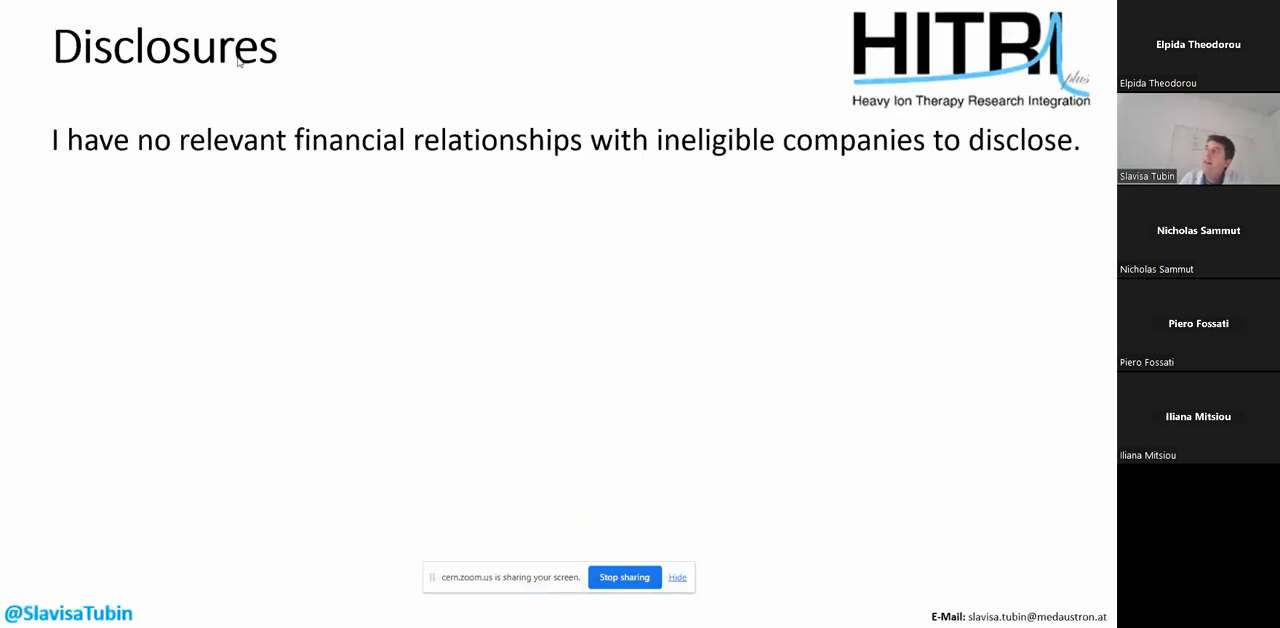 Disclosures
HITRI
plus
Heavy Ion Therapy Research Integration
I have no relevant financial relationships with ineligible companies to disclose.
cern.zoom.us is sharing your screen.
Stop sharing
Hide
@SlavisaTubin
E-Mail: slavisa.tubin@medaustron.at
Elpida Theodorou
Elpida Theodorou
Slavisa Tubin
Nicholas Sammut
Nicholas Sammut
Piero Fossati
Piero Fossati
Iliana Mitsiou
Iliana Mitsiou